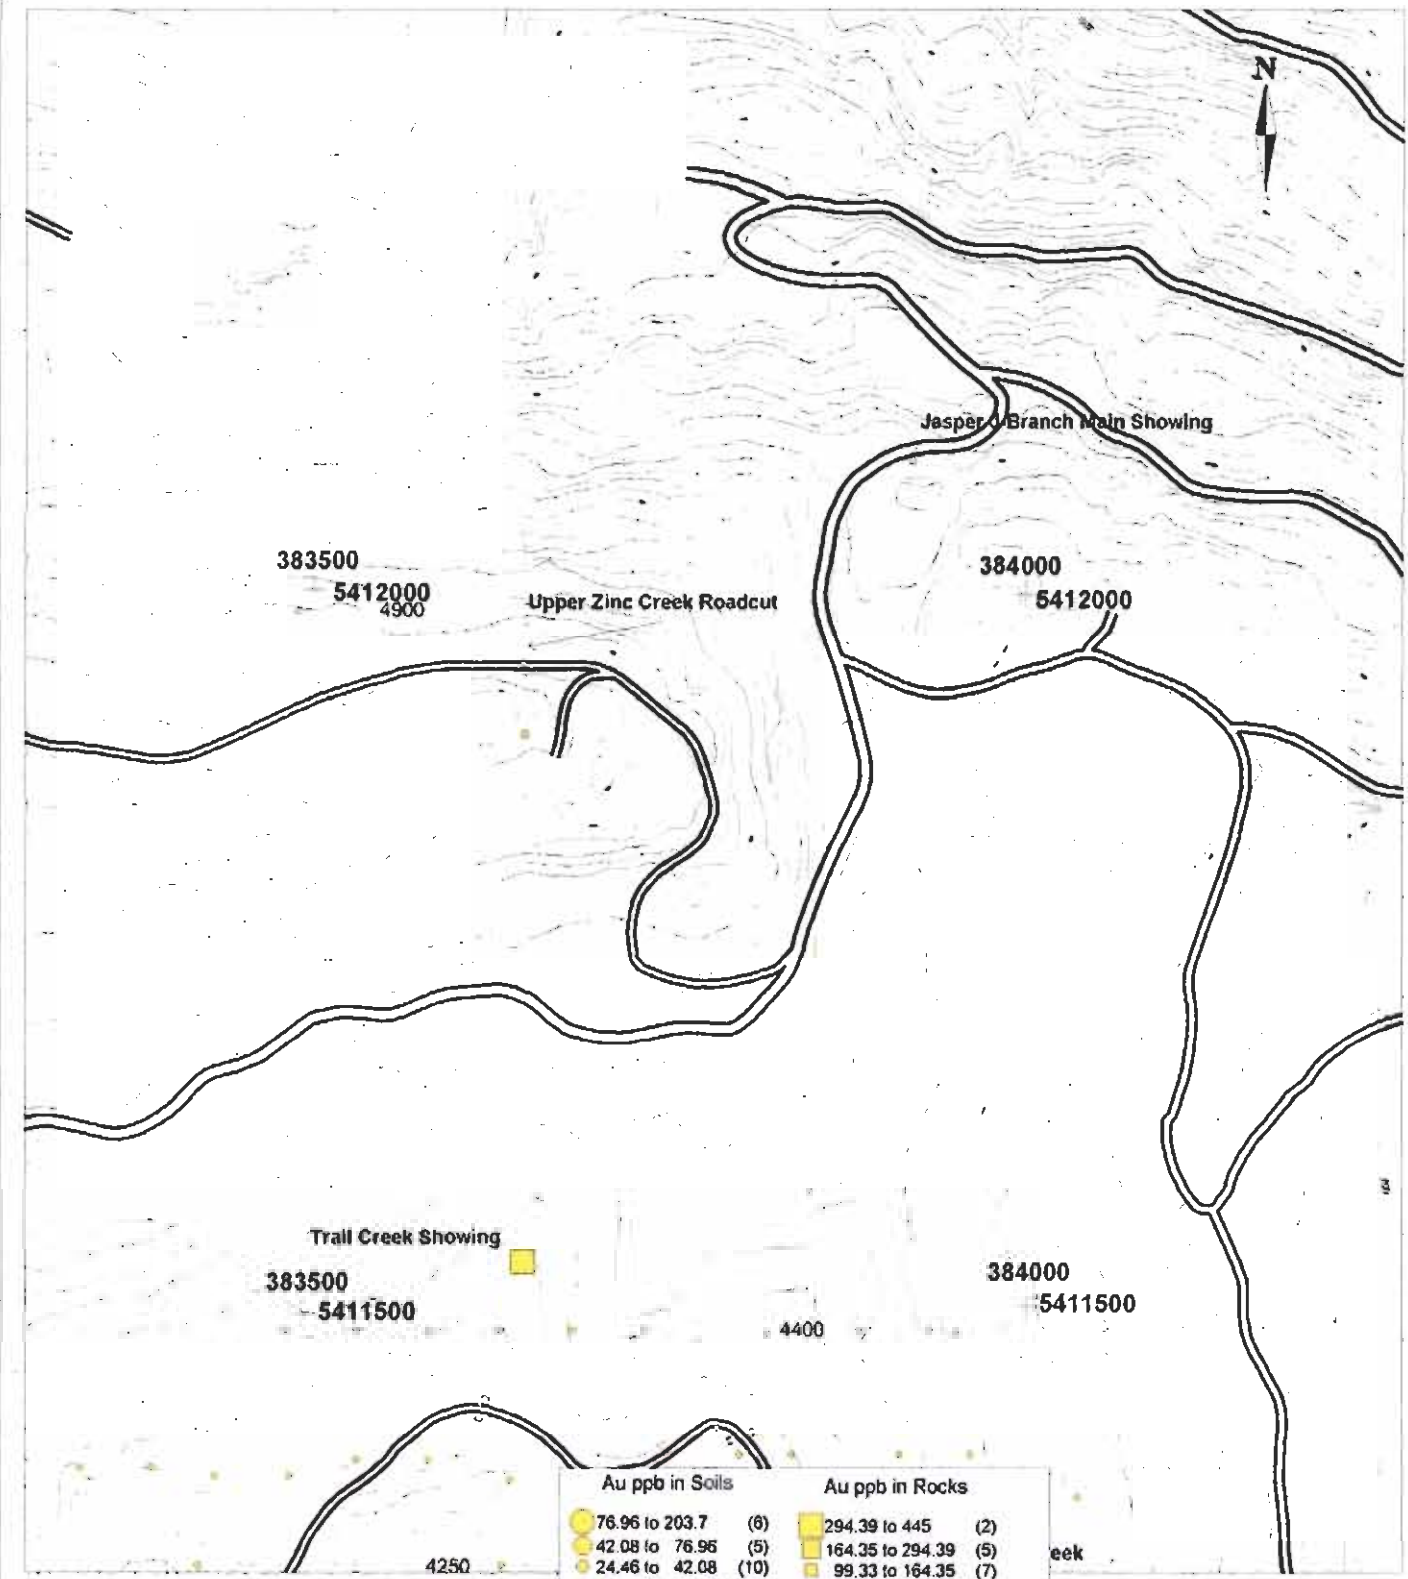 N
Jasper J Branch Main Showing
383500
5412000
4900
Upper Zinc Creek Roadcut
384000
5412000
Trail Creek Showing
383500
5411500
384000
5411500
4400
Au ppb in Soils
76.96 to 203.7 (6)
42.08 to 76.96 (5)
24.46 to 42.08 (10)
Au ppb in Rocks
294.39 to 445 (2)
164.35 to 294.39 (5)
99.33 to 164.35 (7)
4250
eek